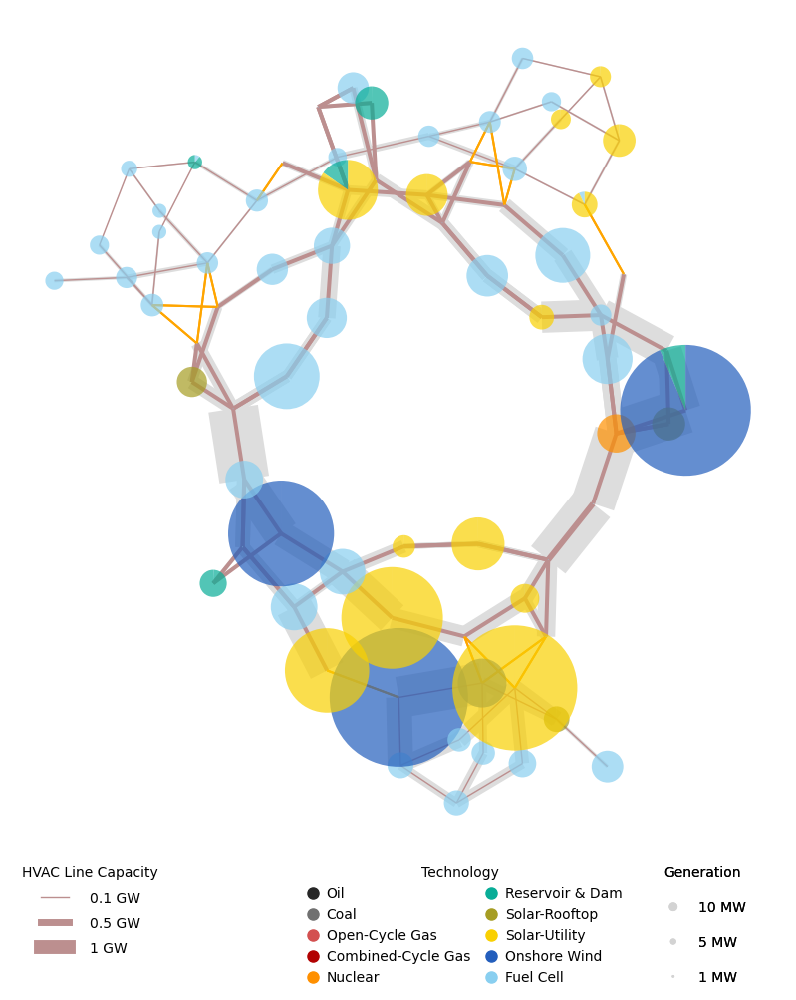 HVAC Line Capacity
0.1 GW
0.5 GW
1 GW
Technology
Oil
Coal
Open-Cycle Gas
Combined-Cycle Gas
Nuclear
Reservoir & Dam
Solar-Rooftop
Solar-Utility
Onshore Wind
Fuel Cell
Generation
10 MW
5 MW
1 MW